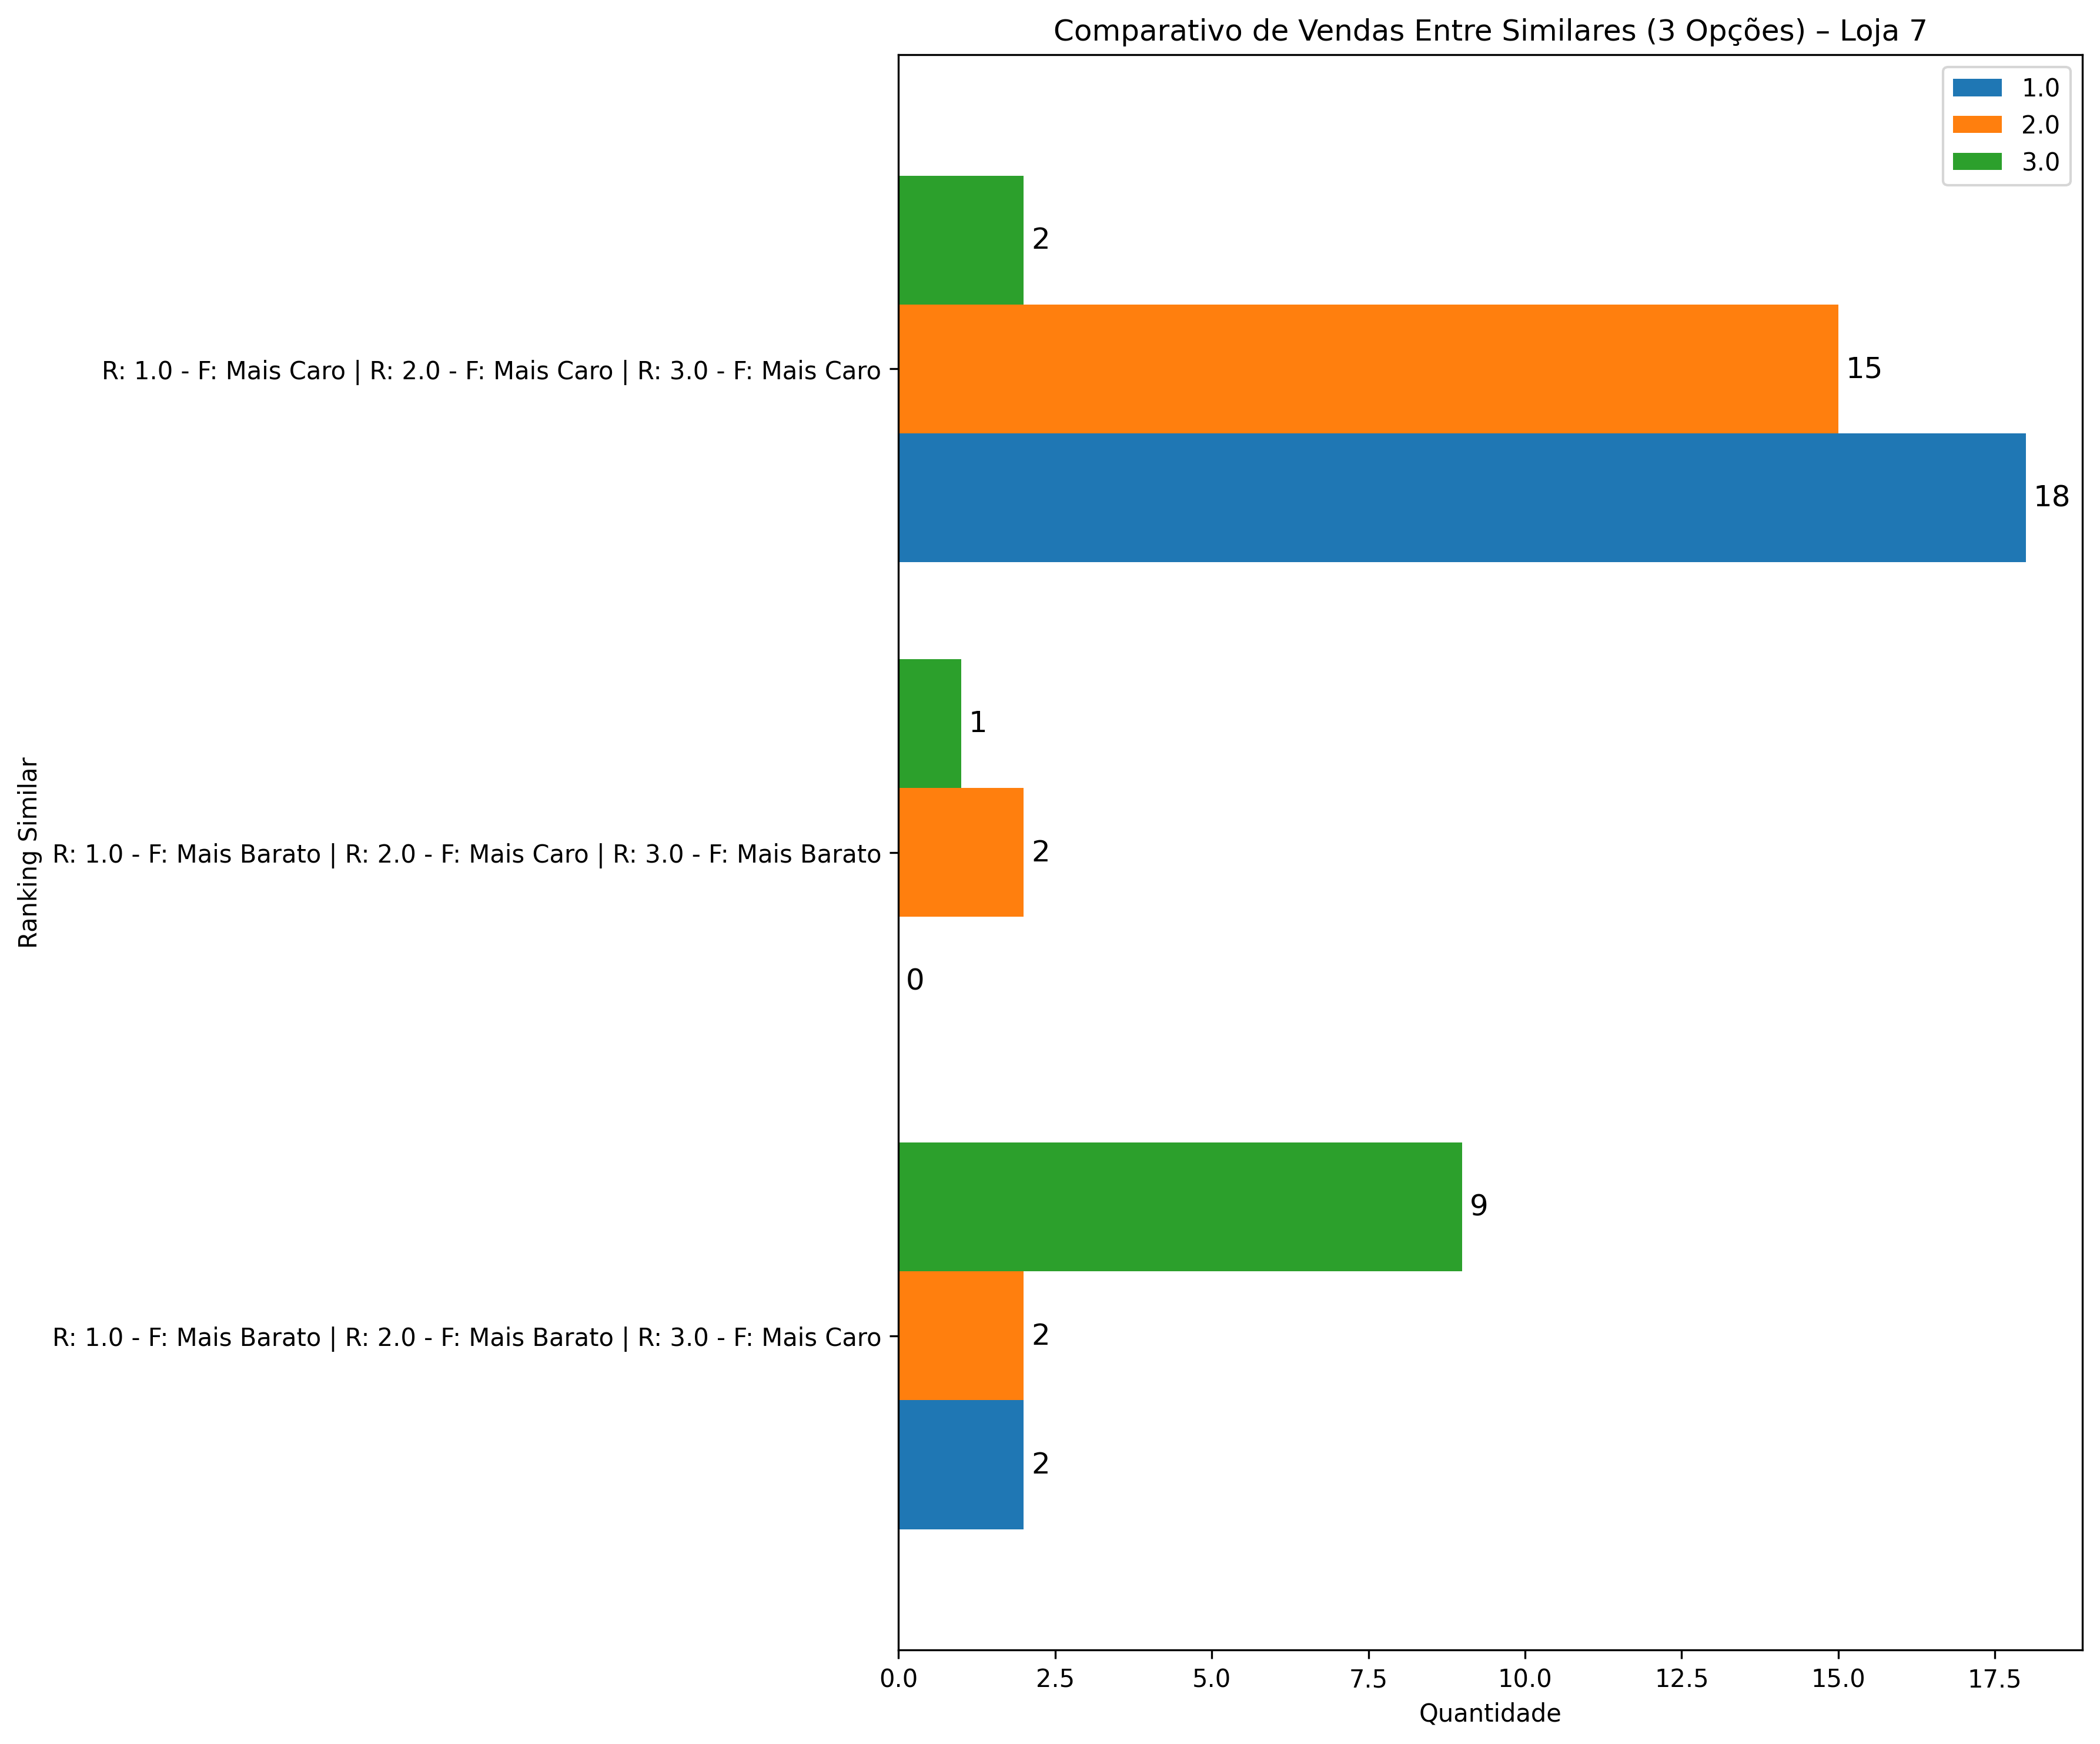 Comparativo de Vendas Entre Similares (3 Opções) – Loja 7
1.0
2.0
3.0
2
R: 1.0 - F: Mais Caro | R: 2.0 - F: Mais Caro | R: 3.0 - F: Mais Caro
15
18
1
Ranking Similar
R: 1.0 - F: Mais Barato | R: 2.0 - F: Mais Caro | R: 3.0 - F: Mais Barato
2
0
9
R: 1.0 - F: Mais Barato | R: 2.0 - F: Mais Barato | R: 3.0 - F: Mais Caro
2
2
0.0 2.5 5.0 7.5 10.0 12.5 15.0 17.5
Quantidade